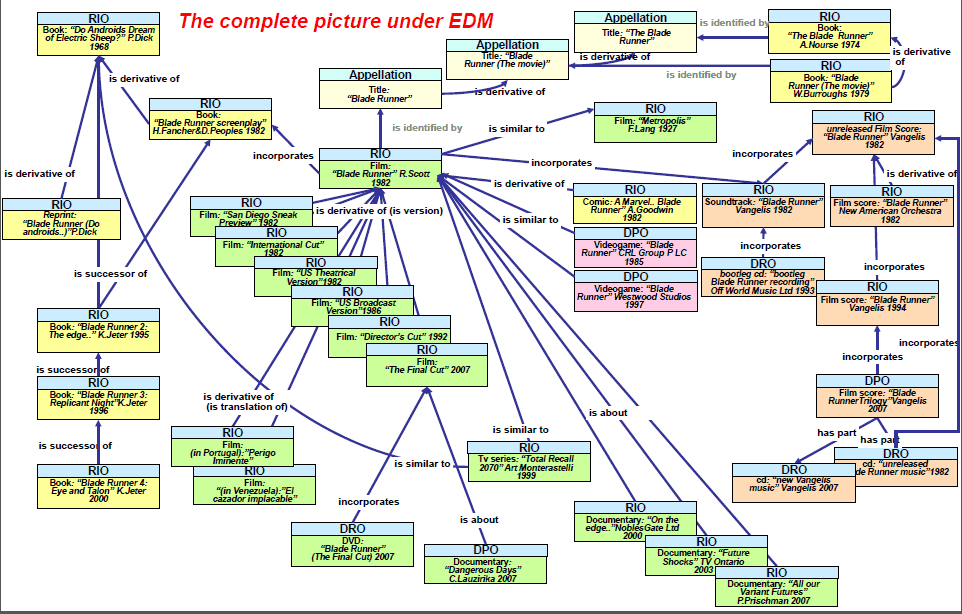 The complete picture under EDM
RIO
Book: “Do Androids Dream
of Electric Sheep?” P.Dick
1968
Appellation
Title: “The Blade
Runner”
is identified by
RIO
Book:
“The Blade Runner”
A.Nourse 1974
Appellation
Title: “Blade
Runner (The movie)”
is derivative of
is identified by
is derivative
of
RIO
Book: “Blade
Runner (The movie)”
W.Burroughs 1979
Appellation
Title:
“Blade Runner”
is derivative of
is derivative of
RIO
Book:
“Blade Runner screenplay”
H.Fancher&D.Peoples 1982
is identified by
is similar to
RIO
Film: “Metropolis”
F.Lang 1927
RIO
unreleased Film Score:
“Blade Runner” Vangelis
1982
incorporates
RIO
Film:
“Blade Runner” R.Scott
1982
incorporates
incorporates
is derivative of
is derivative of
is derivative of
RIO
Reprint:
“Blade Runner (Do
androids..)”P.Dick
RIO
Film: “San Diego Sneak
Preview” 1982
is derivative of (is version)
is similar to
RIO
Comic: A Marvel.. Blade
Runner” A.Goodwin
1982
RIO
Soundtrack: “Blade Runner”
Vangelis 1982
RIO
Film score: “Blade Runner”
New American Orchestra
1982
RIO
Film: “International Cut”
1982
DPO
Videogame: “Blade
Runner” CRL Group P LC
1985
incorporates
RIO
Film: “US Theatrical
Version”1982
is successor of
DPO
Videogame: “Blade
Runner” Westwood Studios
1997
DRO
bootleg cd: “bootleg
Blade Runner recording”
Off World Music Ltd 1993
incorporates
RIO
Film: “US Broadcast
Version”1986
RIO
Film score: “Blade Runner”
Vangelis 1994
RIO
Book: “Blade Runner 2:
The edge..” K.Jeter 1995
RIO
Film: “Director's Cut” 1992
incorporates
incorporates
RIO
Film:
“The Final Cut” 2007
is successor of
RIO
Book: “Blade Runner 3:
Replicant Night”K.Jeter
1996
DPO
Film score: “Blade
RunnerTrilogy”Vangelis
2007
is derivative of
(is translation of)
is about
has part
has part
is successor of
RIO
Film:
(in Portugal):”Perigo
Iminente”
is similar to
is similar to
RIO
Tv series: “Total Recall
2070” Art Monterastelli
1999
DRO
cd: “unreleased
Runner music”1982
RIO
Book: “Blade Runner 4:
Eye and Talon” K.Jeter
2000
RIO
Film:
“(in Venezuela):”El
cazador implacable”
DRO
cd: “new Vangelis
music” Vangelis 2007
incorporates
is about
RIO
Documentary: “On the
edge..”NoblesGate Ltd
2000
DRO
DVD:
“Blade Runner”
(The Final Cut) 2007
DPO
Documentary:
“Dangerous Days”
C.Lauzirika 2007
RIO
Documentary: “Future
Shocks” TV Ontario
2003
RIO
Documentary: “All our
Variant Futures”
P.Prischman 2007